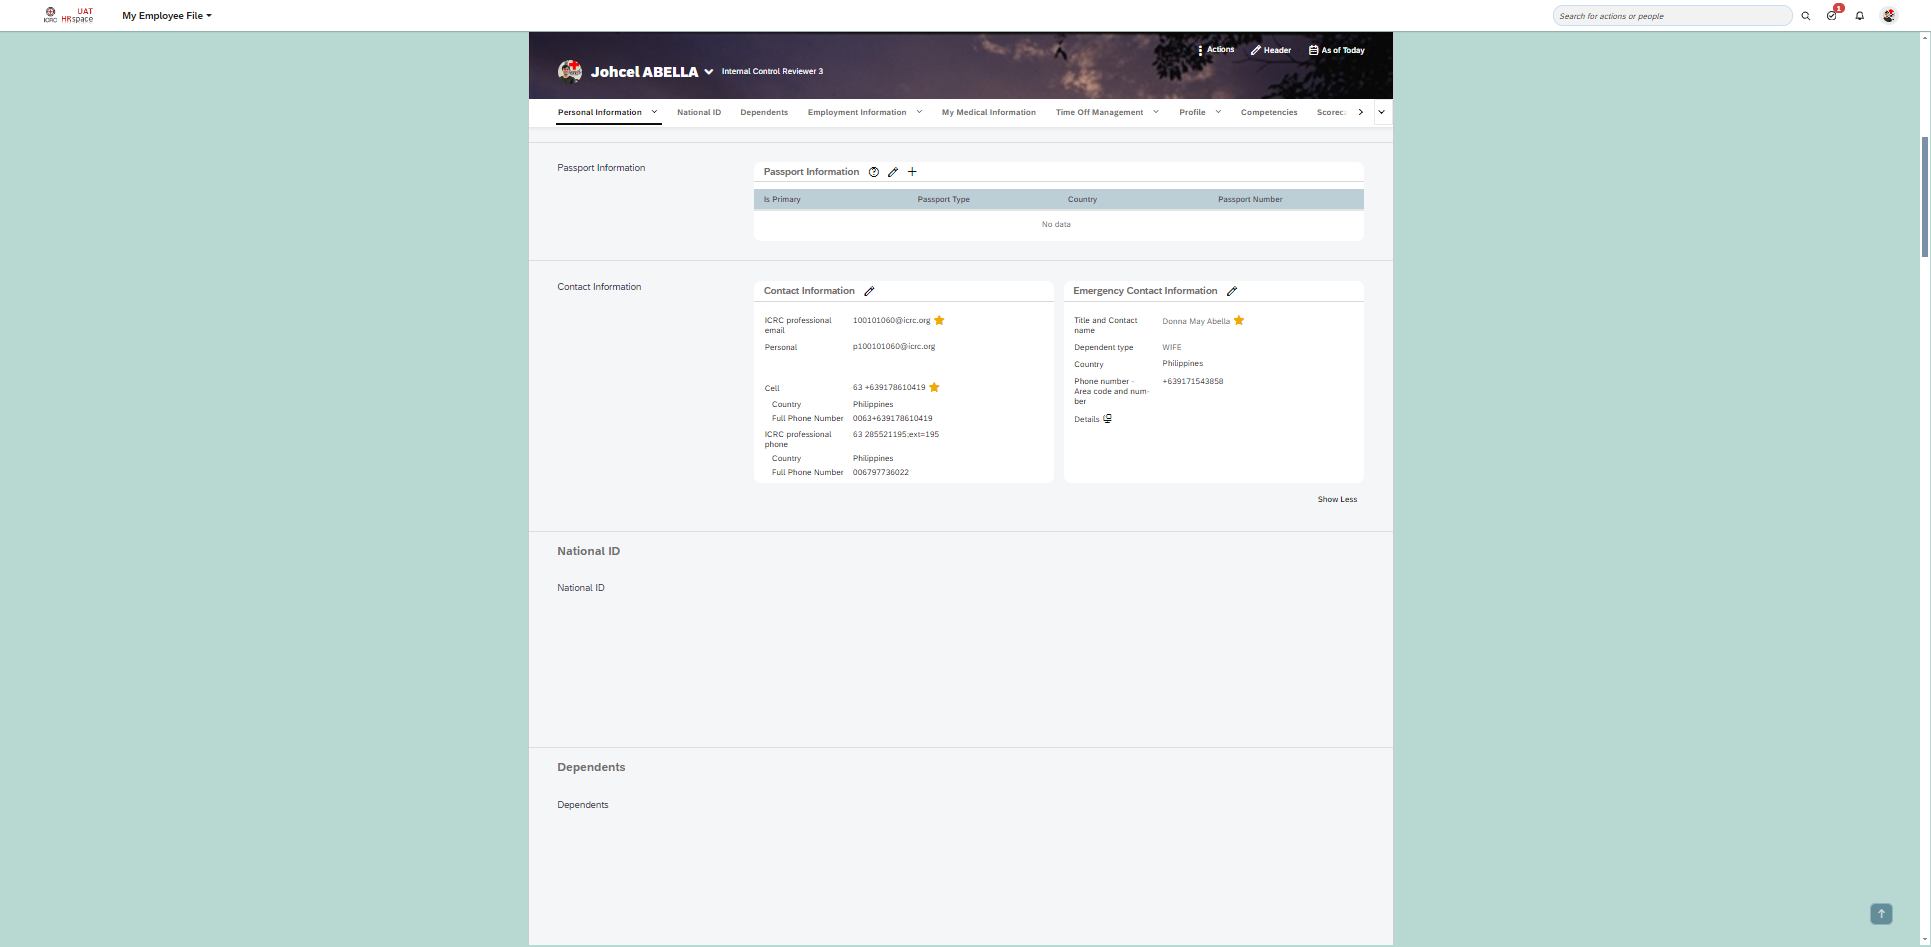 ICRC
UAT
HRspace
My Employee File
Search for actions or people
1
Actions
Header
As of Today
Johcel ABELLA
Internal Control Reviewer 3
Personal Information
National ID
Dependents
Employment Information
My Medical Information
Time Off Management
Profile
Competencies
Scorec
Passport Information
Passport Information
Is Primary
Passport Type
Country
Passport Number
No data
Contact Information
Contact Information
ICRC professional
email
100101060@icrc.org
Personal
p100101060@icrc.org
Cell
63 +639178610419
Country
Philippines
Full Phone Number
0063+639178610419
ICRC professional
phone
63 285521195;ext=195
Country
Philippines
Full Phone Number
006797736022
Emergency Contact Information
Title and Contact
name
Donna May Abella
Dependent type
WIFE
Country
Philippines
Phone number -
Area code and num-
ber
+639171543858
Details
Show Less
National ID
National ID
Dependents
Dependents